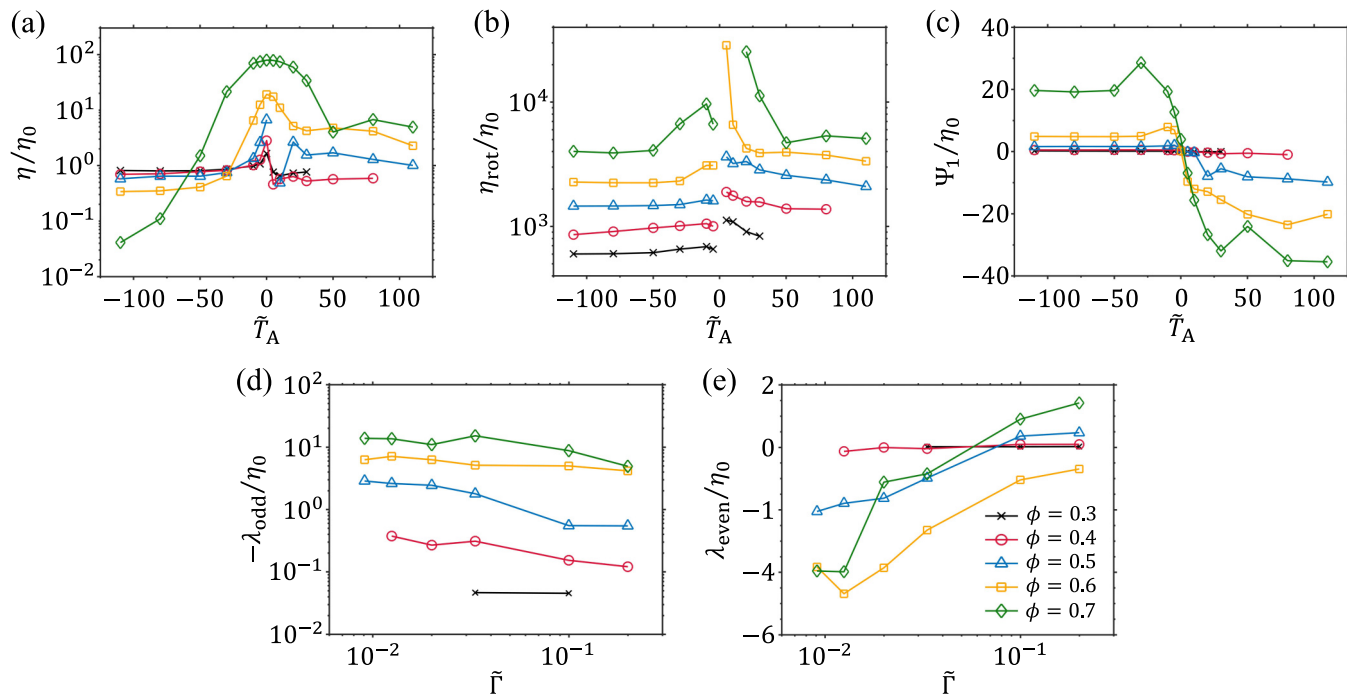 (a)
η/η₀
10²
10¹
10⁰
10⁻¹
10⁻²
−100 −50 0 50 100
T̃_A
(b)
η_rot/η₀
10⁴
10³
−100 −50 0 50 100
T̃_A
(c)
Ψ₁/η₀
40
20
0
−20
−40
−100 −50 0 50 100
T̃_A
(d)
−λ_odd/η₀
10²
10¹
10⁰
10⁻¹
10⁻²
10⁻² 10⁻¹
Γ̃
(e)
λ_even/η₀
2
0
−1
−4
−6
10⁻² 10⁻¹
Γ̃
ϕ = 0.3
ϕ = 0.4
ϕ = 0.5
ϕ = 0.6
ϕ = 0.7